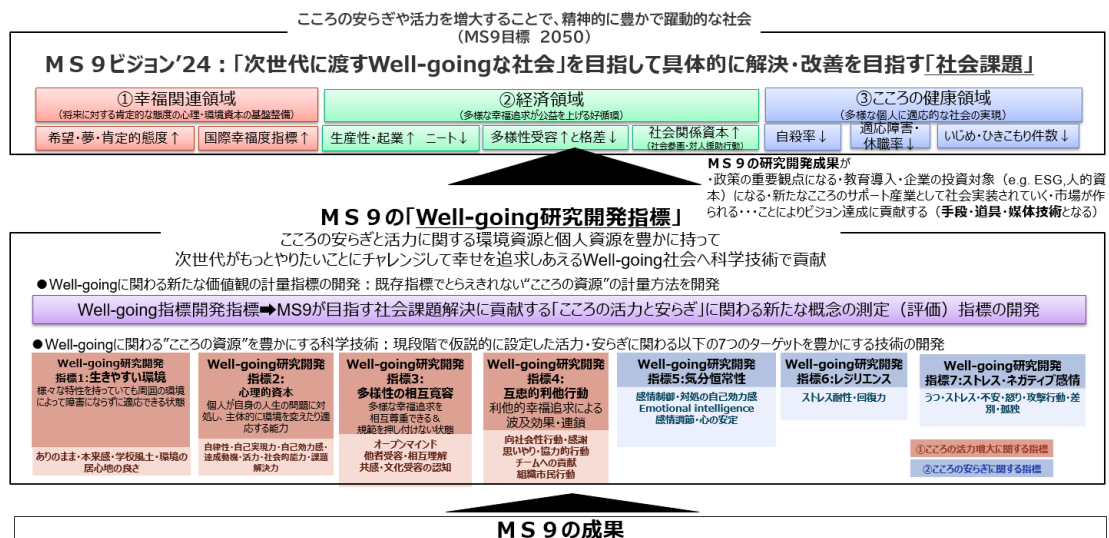 こころの安らぎや活力を増大することで、精神的に豊かで躍動的な社会
（MS9目標 2050）
ＭＳ９ビジョン’24：「次世代に渡すWell-goingな社会」を目指して具体的に解決・改善を目指す「社会課題」
①幸福関連領域
（将来に対する肯定的な態度の心理・環境資本の基盤整備）
希望・夢・肯定的態度↑
国際幸福度指標↑
②経済領域
（多様な幸福追求が公益を上げる好循環）
生産性・起業↑ ニート↓
多様性受容↑と格差↓
社会関係資本↑
（社会参画・対人援助行動）
③こころの健康領域
（多様な個人に適応的な社会の実現）
自殺率↓
適応障害・
休職率↓
いじめ・ひきこもり件数↓
ＭＳ９の研究開発成果が
・政策の重要観点になる・教育導入・企業の投資対象（e.g. ESG,人的資
本）になる・新たなこころのサポート産業として社会実装されていく・市場が作
られる・・・ことによりビジョン達成に貢献する（手段・道具・媒体技術となる）
ＭＳ９の「Well-going研究開発指標」
こころの安らぎと活力に関する環境資源と個人資源を豊かに持って
次世代がもっとやりたいことにチャレンジして幸せを追求しあえるWell-going社会へ科学技術で貢献
●Well-goingに関わる新たな価値観の計量指標の開発：既存指標でとらえきれない“こころの資源”の計量方法を開発
Well-going指標開発指標➡MS9が目指す社会課題解決に貢献する「こころの活力と安らぎ」に関わる新たな概念の測定（評価）指標の開発
●Well-goingに関わる”こころの資源”を豊かにする科学技術：現段階で仮説的に設定した活力・安らぎに関わる以下の7つのターゲットを豊かにする技術の開発
Well-going研究開発
指標1:生きやすい環境
様々な特性を持っていても周囲の環境
によって障害にならずに適応できる状態
ありのまま・本来感・学校風土・環境の
居心地の良さ
Well-going研究開発
指標2:
心理的資本
個人が自身の人生の問題に対
処し、主体的に環境を変えたり適
応する能力
自律性・自己実現力・自己効力感・
達成動機・活力・社会的能力・課題
解決力
Well-going研究開発
指標3:
多様性の相互寛容
多様な幸福追求を
相互尊重できる＆
規範を押し付けない状態
オープンマインド
他者受容・相互理解
共感・文化受容の認知
Well-going研究開発
指標4:
互恵的利他行動
利他的幸福追求による
波及効果・連鎖
向社会性行動・感謝
思いやり・協力的行動
チームへの貢献
組織市民行動
Well-going研究開発
指標5:気分恒常性
感情制御・対処の自己効力感
Emotional intelligence
感情調節・心の安定
Well-going研究開発
指標6:レジリエンス
ストレス耐性・回復力
Well-going研究開発
指標7:ストレス・ネガティブ感情
うつ・ストレス・不安・怒り・攻撃行動・差
別・孤独
①こころの活力増大に関する指標
②こころの安らぎに関する指標
ＭＳ９の成果